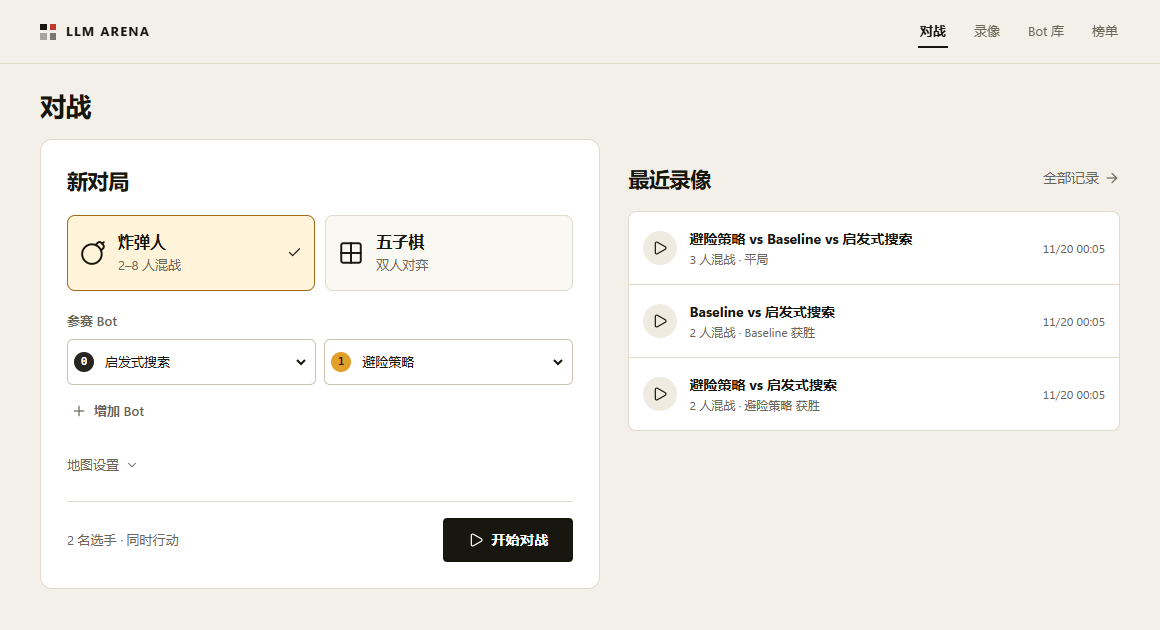 LLM ARENA
对战
录像
Bot 库
榜单
对战
新对局
炸弹人
2–8 人混战
五子棋
双人对弈
参赛 Bot
0 启发式搜索
1 避险策略
增加 Bot
地图设置
2 名选手 · 同时行动
开始对战
最近录像
全部记录
避险策略 vs Baseline vs 启发式搜索
3 人混战 · 平局
11/20 00:05
Baseline vs 启发式搜索
2 人混战 · Baseline 获胜
11/20 00:05
避险策略 vs 启发式搜索
2 人混战 · 避险策略 获胜
11/20 00:05